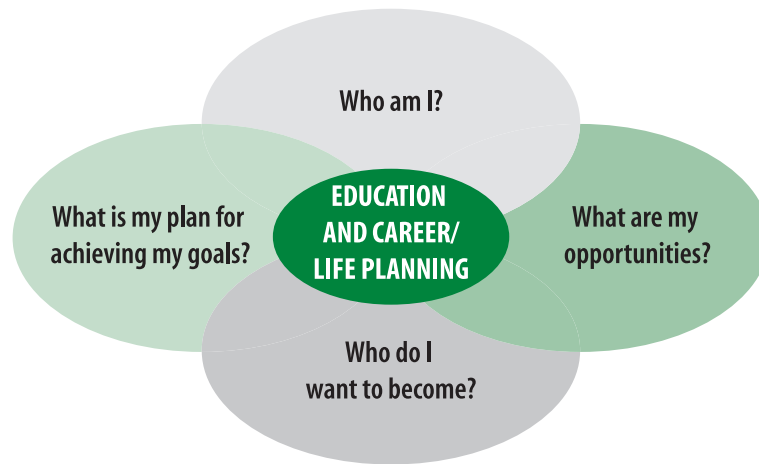 Who am I?
What is my plan for
achieving my goals?
EDUCATION
AND CAREER/
LIFE PLANNING
What are my
opportunities?
Who do I
want to become?